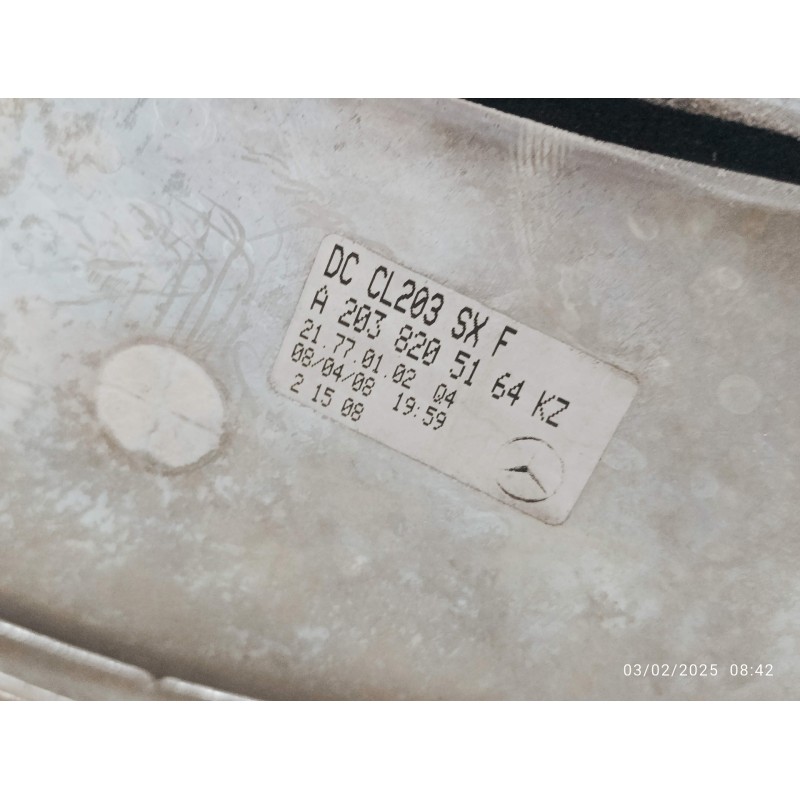 DC CL203 SX F
A 203 820 51 64 KZ
21.77.01.02 Q4
08/04/08 19:59
2 15 08
03/02/2025 08:42